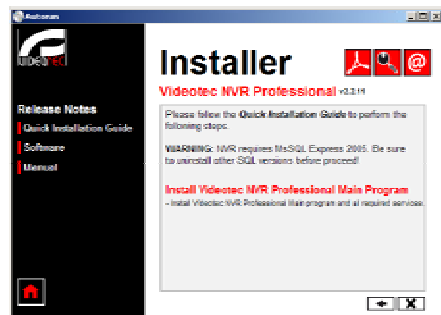 Autorun
VIDEOTEC
Installer
@
Videotec NVR Professional
Release Notes
Quick Installation Guide
Software
Manual
Please follow the Quick Installation Guide to perform the
following steps.
WARNING: NVR requires MsSQL Express 2005. Be sure
to uninstall other SQL versions before proceed!
Install Videotec NVR Professional Main Program
- Install Videotec NVR Professional Main program and all required services.